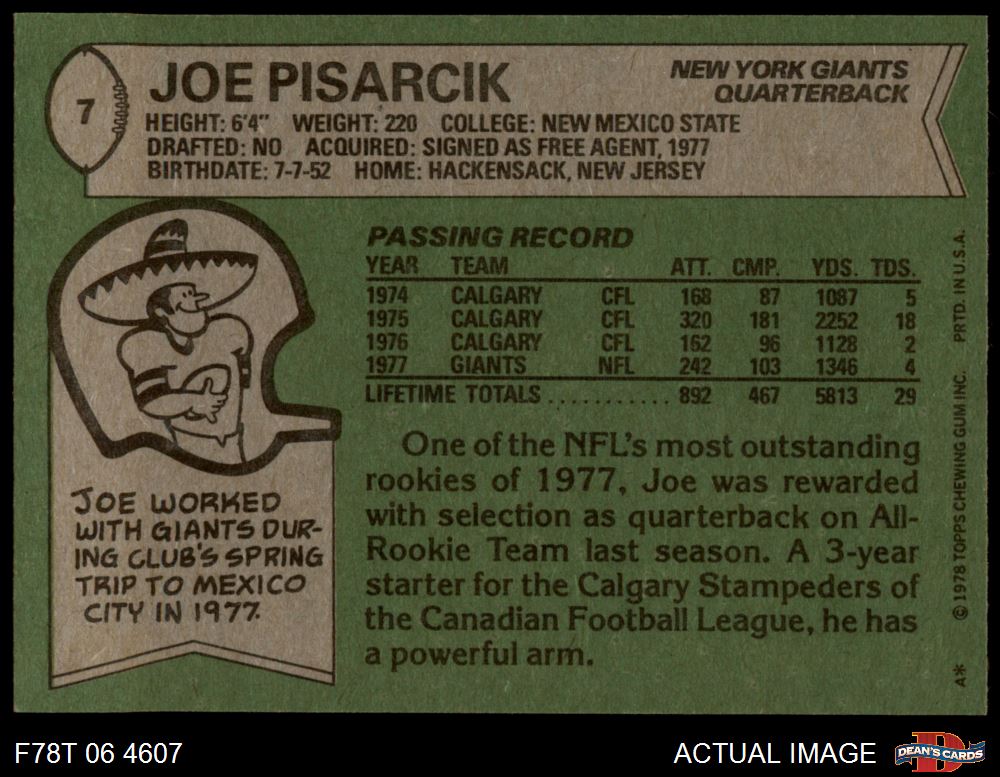 7
JOE PISARCIK
NEW YORK GIANTS
QUARTERBACK
HEIGHT: 6'4" WEIGHT: 220 COLLEGE: NEW MEXICO STATE
DRAFTED: NO ACQUIRED: SIGNED AS FREE AGENT, 1977
BIRTHDATE: 7-7-52 HOME: HACKENSACK, NEW JERSEY
PASSING RECORD
YEAR TEAM ATT. CMP. YDS. TDS.
1974 CALGARY CFL 168 87 1087 5
1975 CALGARY CFL 320 181 2252 18
1976 CALGARY CFL 162 96 1128 2
1977 GIANTS NFL 242 103 1346 4
LIFETIME TOTALS........... 892 467 5813 29
One of the NFL's most outstanding
rookies of 1977, Joe was rewarded
with selection as quarterback on All-
Rookie Team last season. A 3-year
starter for the Calgary Stampeders of
the Canadian Football League, he has
a powerful arm.
JOE WORKED
WITH GIANTS DUR-
ING CLUB'S SPRING
TRIP TO MEXICO
CITY IN 1977.
A* © 1978 TOPPS CHEWING GUM INC. PRTD. IN U.S.A.
F78T 06 4607
ACTUAL IMAGE
D
DEAN'S CARDS